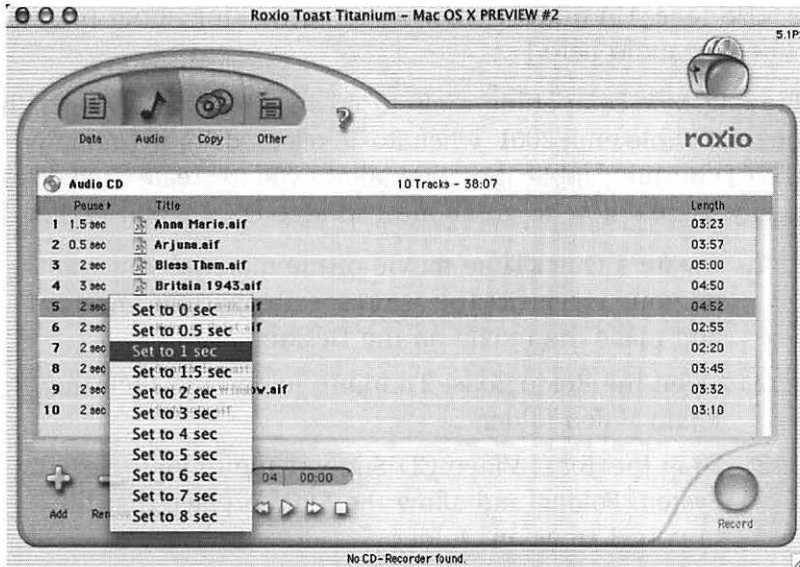 Roxio Toast Titanium – Mac OS X PREVIEW #2
5.1P
Data Audio Copy Other
?
roxio
Audio CD 10 Tracks - 38:07
Pause Title Length
1 1.5 sec Anna Marie.aif 03:23
2 0.5 sec Arjuna.aif 03:57
3 2 sec Bless Them.aif 05:00
4 3 sec Britain 1943.aif 04:50
5 2 sec 04:52
6 2 sec 02:55
7 2 sec 02:20
8 2 sec 03:45
9 2 sec 03:32
10 2 sec 03:10
Set to 0 sec
Set to 0.5 sec
Set to 1 sec
Set to 1.5 sec
Set to 2 sec
Set to 3 sec
Set to 4 sec
Set to 5 sec
Set to 6 sec
Set to 7 sec
Set to 8 sec
04 00:00
Add
Record
No CD-Recorder found.